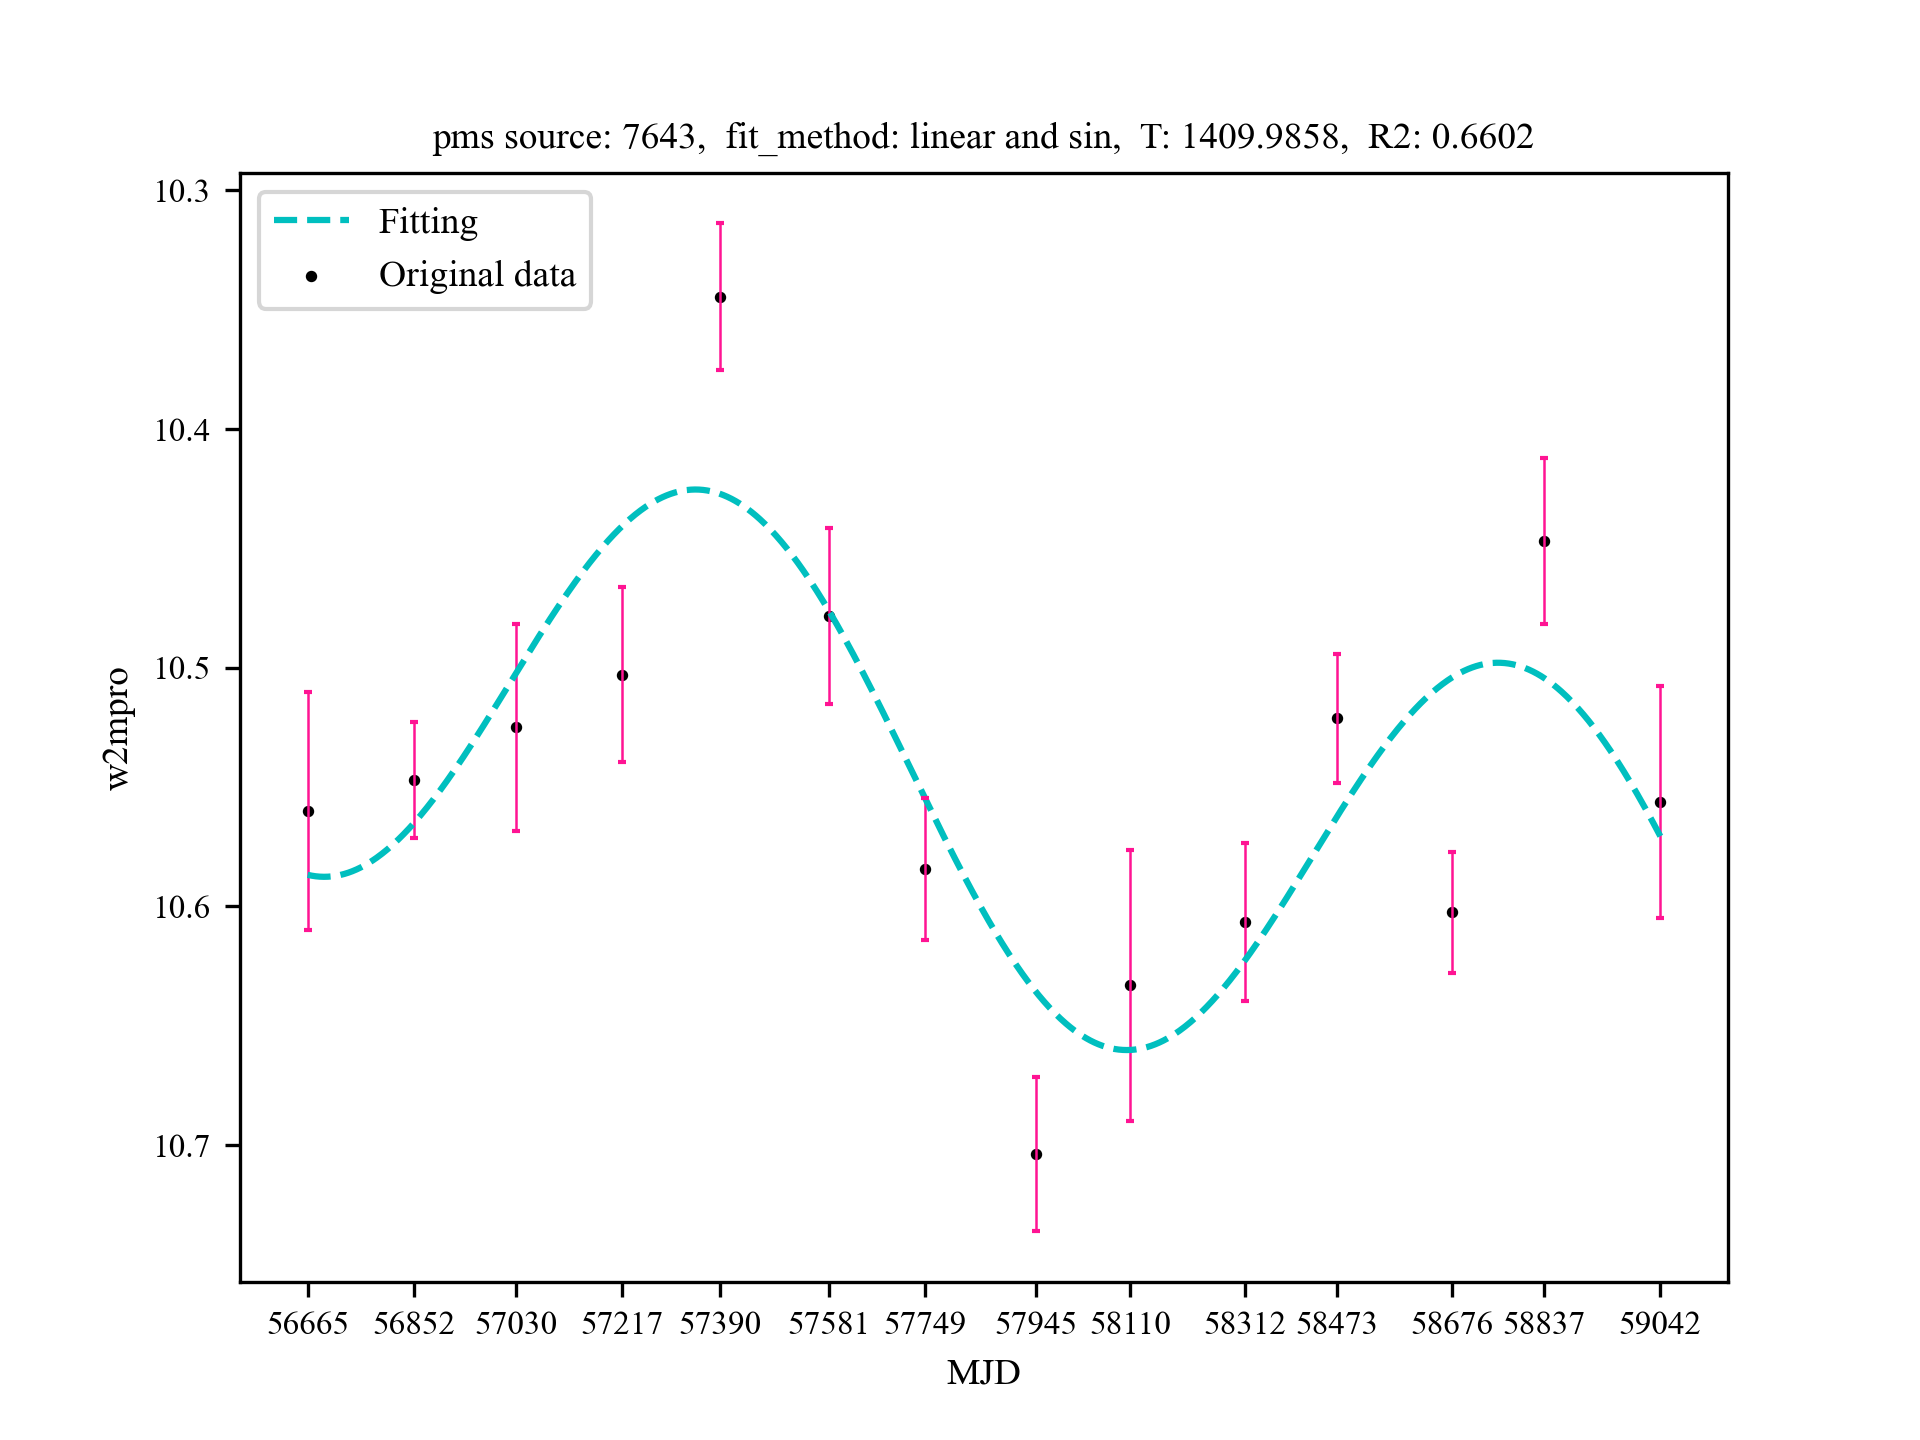 pms source: 7643,  fit_method: linear and sin,  T: 1409.9858,  R2: 0.6602
Fitting
Original data
10.3
10.4
10.5
10.6
10.7
w2mpro
56665 56852 57030 57217 57390 57581 57749 57945 58110 58312 58473 58676 58837 59042
MJD